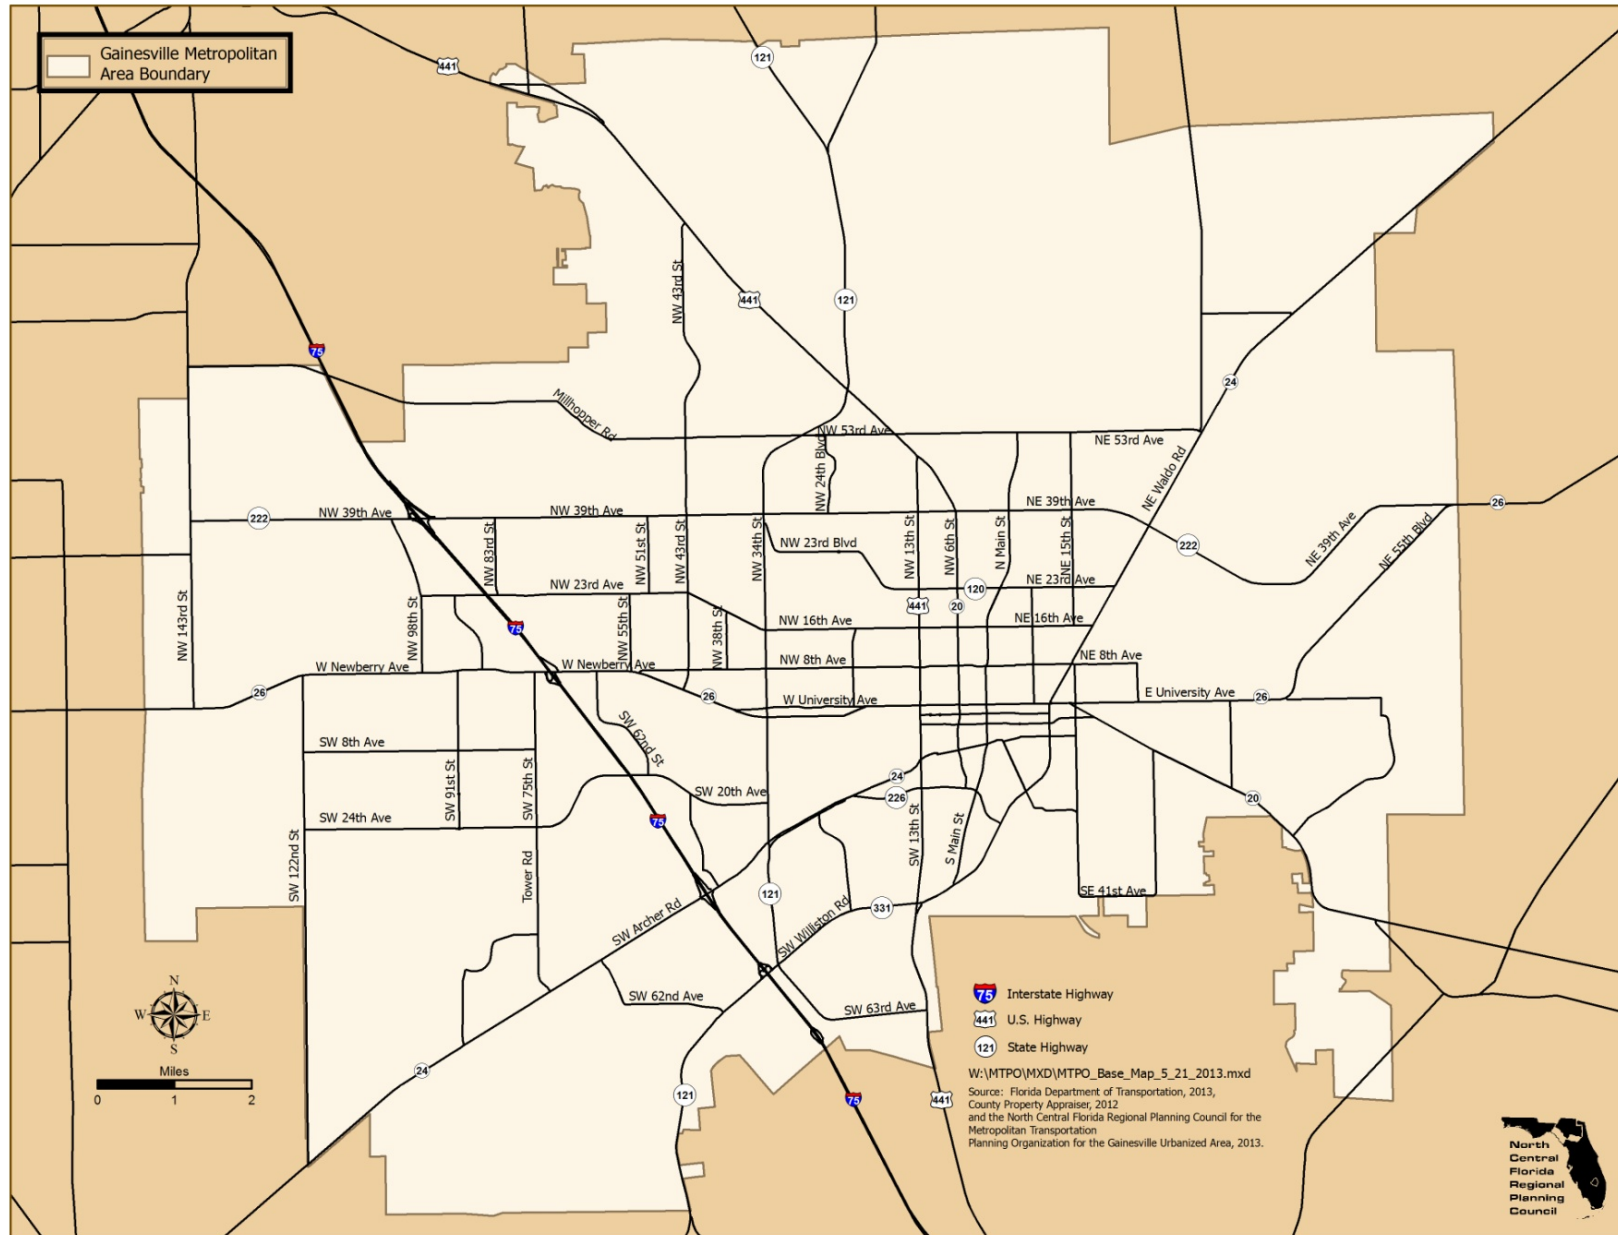 Gainesville Metropolitan
Area Boundary
441
121
NW 43rd St
441
121
75
24
Millhopper Rd
NW 53rd Ave
NE 53rd Ave
NW 24th Blvd
NE Waldo Rd
222
NW 39th Ave
NW 39th Ave
NE 39th Ave
26
222
NE 39th Ave
NE 55th Blvd
NW 83rd St
NW 51st St
NW 43rd St
NW 34th St
NW 23rd Blvd
NW 13th St
NW 6th St
N Main St
NE 15th St
NW 23rd Ave
120
NE 23rd Ave
NW 143rd St
NW 98th St
75
NW 55th St
NW 38th St
441
20
NW 16th Ave
NE 16th Ave
W Newberry Ave
W Newberry Ave
NW 8th Ave
NE 8th Ave
26
26
W University Ave
E University Ave
26
SW 8th Ave
SW 62nd St
SW 91st St
SW 75th St
24
226
SW 20th Ave
20
SW 24th Ave
75
SW 13th St
S Main St
SW 122nd St
Tower Rd
121
SE 41st Ave
SW Archer Rd
331
SW Williston Rd
SW 62nd Ave
SW 63rd Ave
24
121
75
441
N
W
E
S
Miles
0 1 2
75 Interstate Highway
441 U.S. Highway
121 State Highway
W:\MTPO\MXD\MTPO_Base_Map_5_21_2013.mxd
Source: Florida Department of Transportation, 2013,
County Property Appraiser, 2012
and the North Central Florida Regional Planning Council for the
Metropolitan Transportation
Planning Organization for the Gainesville Urbanized Area, 2013.
North
Central
Florida
Regional
Planning
Council